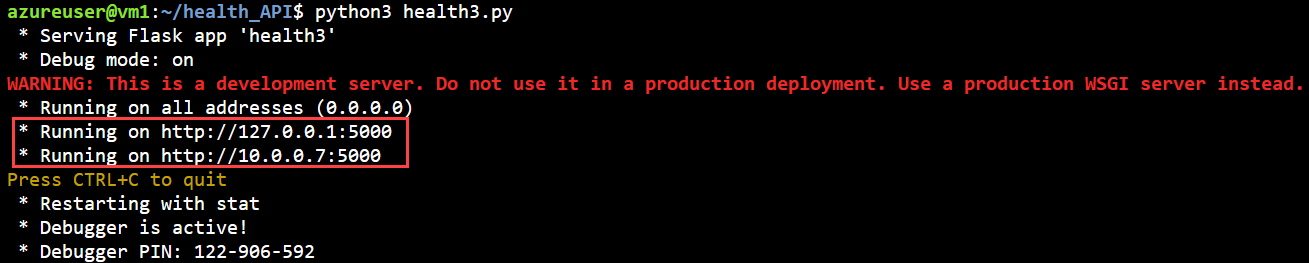 azureuser@vm1:~/health_API$ python3 health3.py
* Serving Flask app 'health3'
* Debug mode: on
WARNING: This is a development server. Do not use it in a production deployment. Use a production WSGI server instead.
* Running on all addresses (0.0.0.0)
* Running on http://127.0.0.1:5000
* Running on http://10.0.0.7:5000
Press CTRL+C to quit
* Restarting with stat
* Debugger is active!
* Debugger PIN: 122-906-592